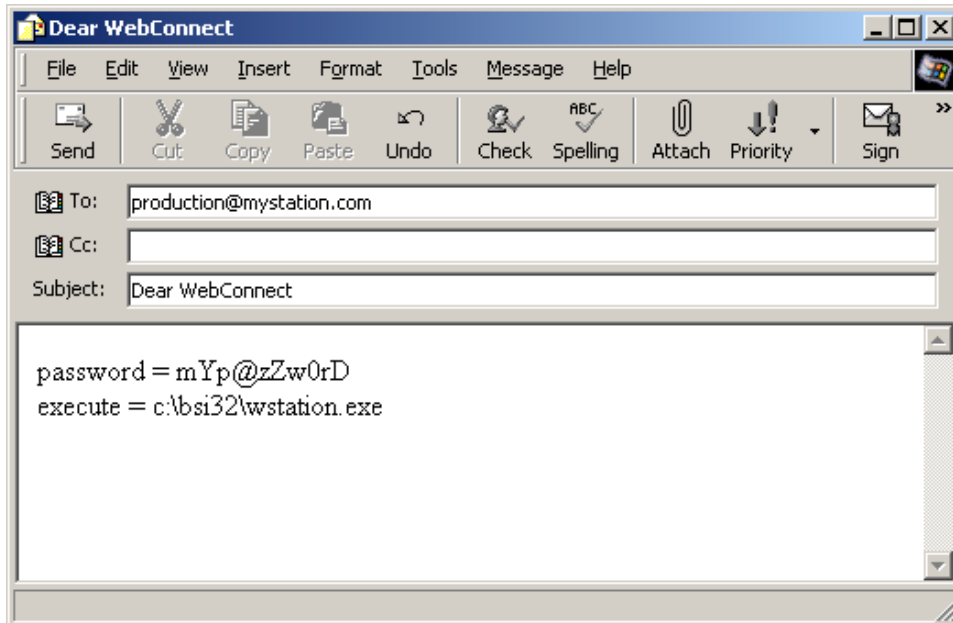 Dear WebConnect
File Edit View Insert Format Tools Message Help
Send Cut Copy Paste Undo Check ABC Spelling Attach Priority Sign »
To: production@mystation.com
Cc:
Subject: Dear WebConnect
password = mYp@zZw0rD
execute = c:\bsi32\wstation.exe